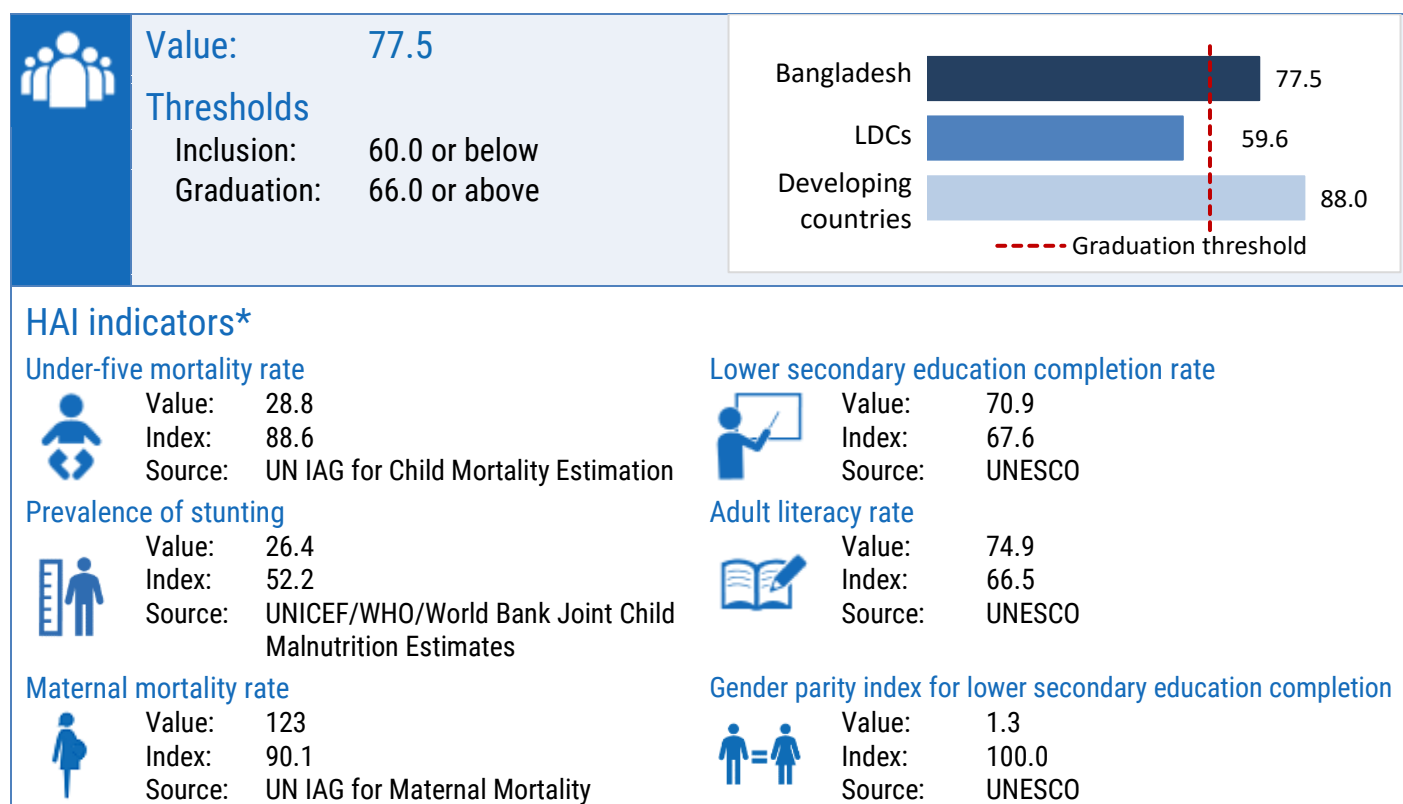 Value: 77.5
Thresholds
Inclusion: 60.0 or below
Graduation: 66.0 or above
Bangladesh 77.5
LDCs 59.6
Developing
countries 88.0
Graduation threshold
HAI indicators*
Under-five mortality rate
Value: 28.8
Index: 88.6
Source: UN IAG for Child Mortality Estimation
Prevalence of stunting
Value: 26.4
Index: 52.2
Source: UNICEF/WHO/World Bank Joint Child
Malnutrition Estimates
Maternal mortality rate
Value: 123
Index: 90.1
Source: UN IAG for Maternal Mortality
Lower secondary education completion rate
Value: 70.9
Index: 67.6
Source: UNESCO
Adult literacy rate
Value: 74.9
Index: 66.5
Source: UNESCO
Gender parity index for lower secondary education completion
Value: 1.3
Index: 100.0
Source: UNESCO